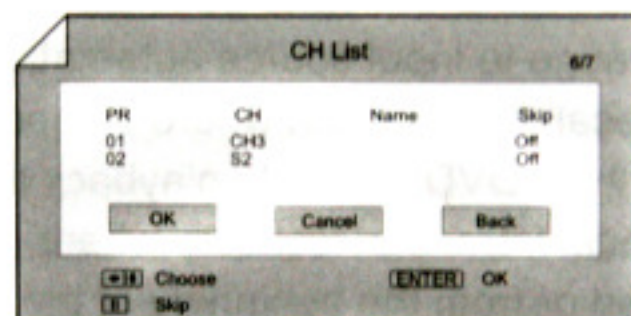 CH List
6/7
PR CH Name Skip
01 CH3 Off
02 S2 Off
OK Cancel Back
Choose ENTER OK
Skip